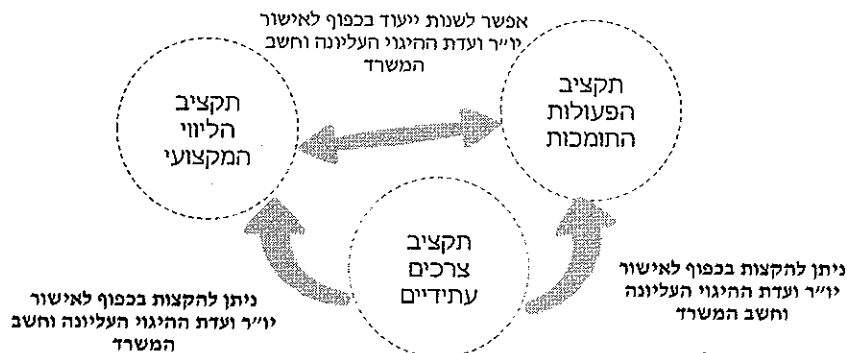 אפשר לשנות ייעוד בכפוף לאישור
יו״ר ועדת ההיגוי העליונה וחשב
המשרד
תקציב
הפעולות
התומכות
תקציב
הליווי
המקצועי
תקציב
צרכים
עתידיים
ניתן להקצות בכפוף לאישור
יו״ר ועדת ההיגוי העליונה
וחשב המשרד
ניתן להקצות בכפוף לאישור
יו״ר ועדת ההיגוי העליונה וחשב
המשרד